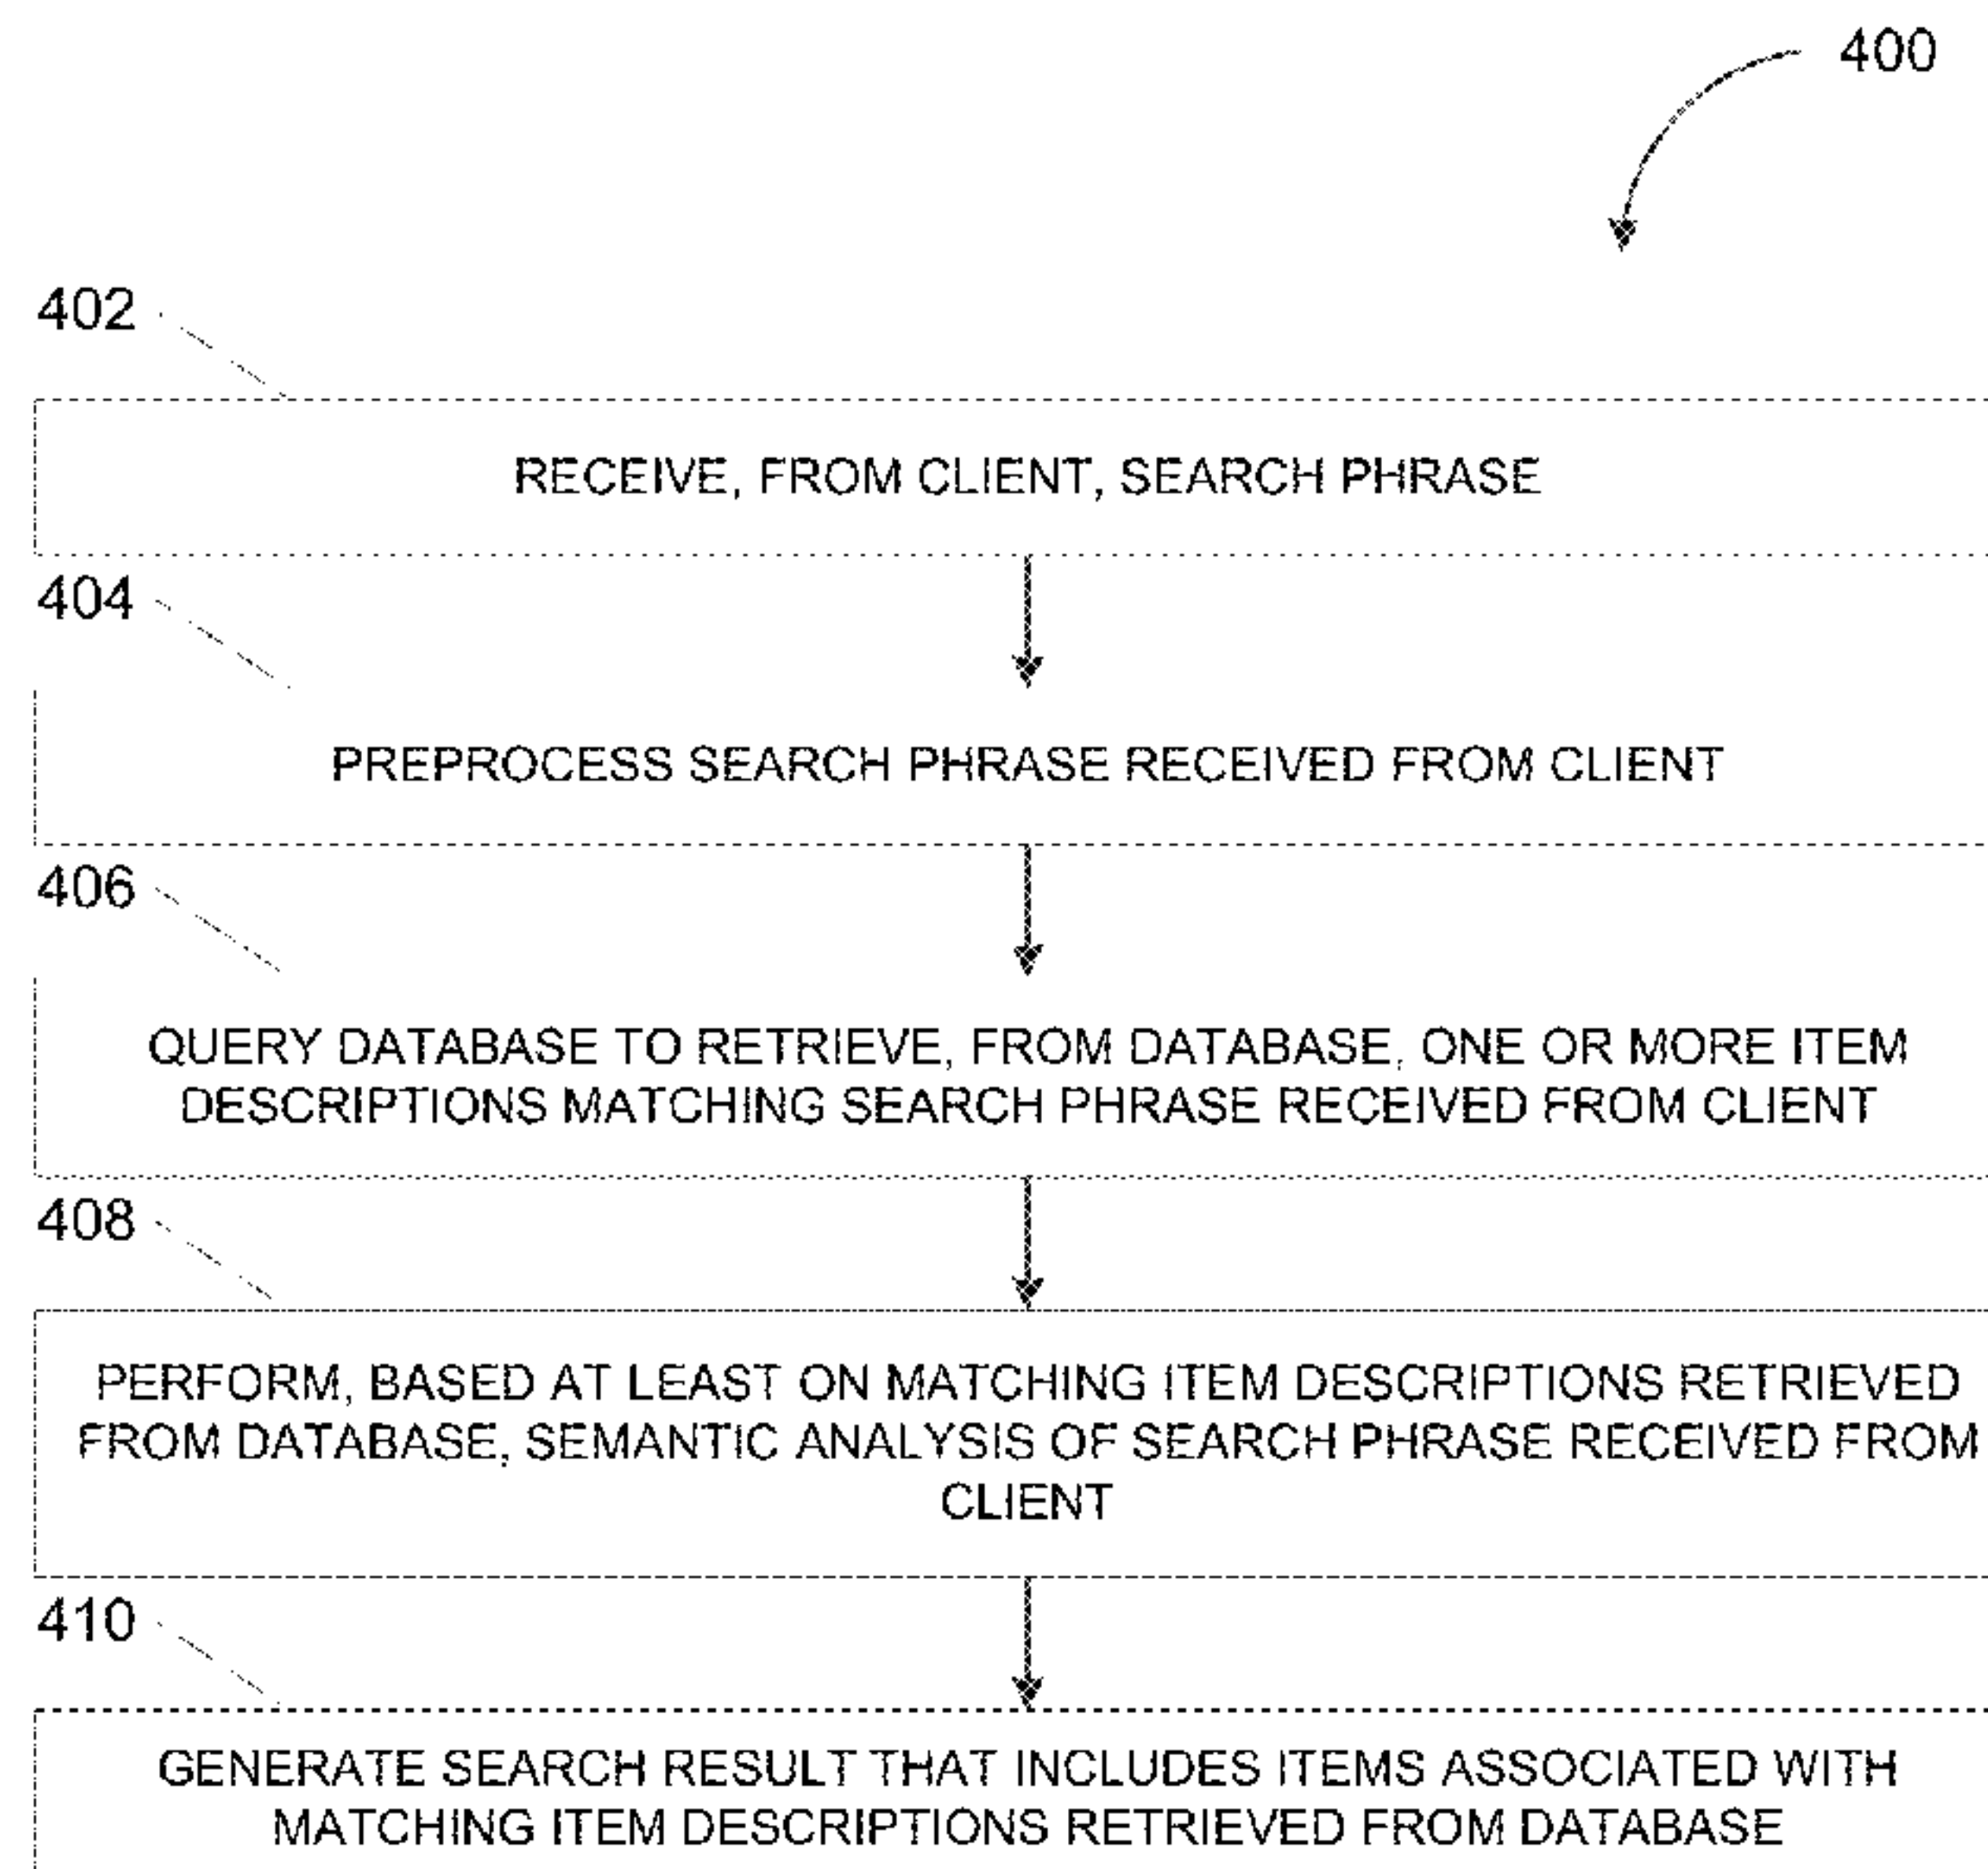 400
402
RECEIVE, FROM CLIENT, SEARCH PHRASE
404
PREPROCESS SEARCH PHRASE RECEIVED FROM CLIENT
406
QUERY DATABASE TO RETRIEVE, FROM DATABASE, ONE OR MORE ITEM
DESCRIPTIONS MATCHING SEARCH PHRASE RECEIVED FROM CLIENT
408
PERFORM, BASED AT LEAST ON MATCHING ITEM DESCRIPTIONS RETRIEVED
FROM DATABASE, SEMANTIC ANALYSIS OF SEARCH PHRASE RECEIVED FROM
CLIENT
410
GENERATE SEARCH RESULT THAT INCLUDES ITEMS ASSOCIATED WITH
MATCHING ITEM DESCRIPTIONS RETRIEVED FROM DATABASE